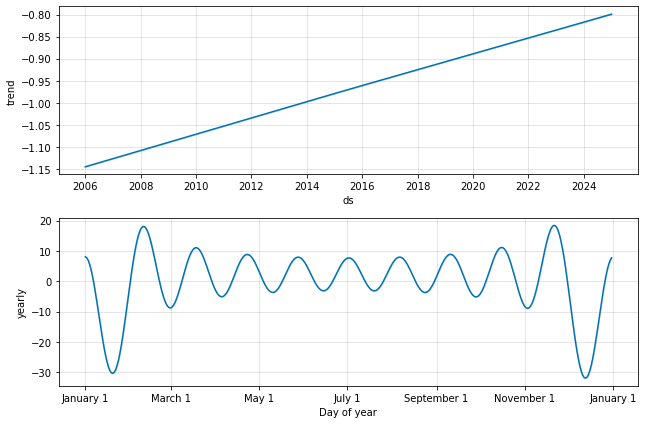 −0.80
−0.85
−0.90
−0.95
−1.00
−1.05
−1.10
−1.15
trend
2006 2008 2010 2012 2014 2016 2018 2020 2022 2024
ds
20
10
0
−10
−20
−30
yearly
January 1 March 1 May 1 July 1 September 1 November 1 January 1
Day of year